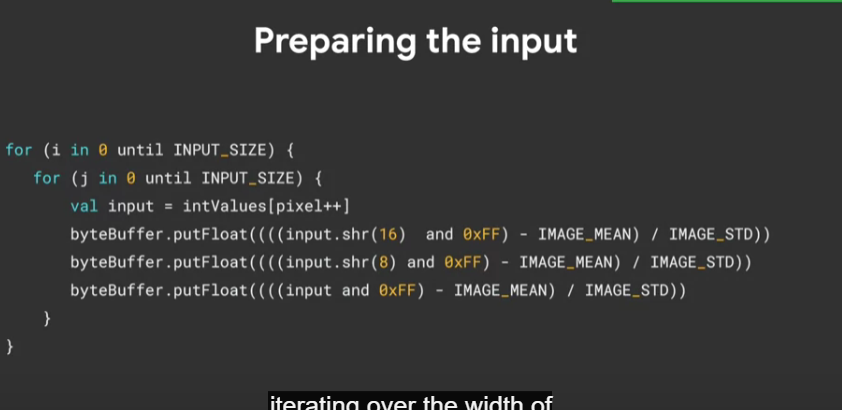 Preparing the input
for (i in 0 until INPUT_SIZE) {
for (j in 0 until INPUT_SIZE) {
val input = intValues[pixel++]
byteBuffer.putFloat((((input.shr(16)  and 0xFF) - IMAGE_MEAN) / IMAGE_STD))
byteBuffer.putFloat((((input.shr(8) and 0xFF) - IMAGE_MEAN) / IMAGE_STD))
byteBuffer.putFloat((((input and 0xFF) - IMAGE_MEAN) / IMAGE_STD))
}
}
iterating over the width of